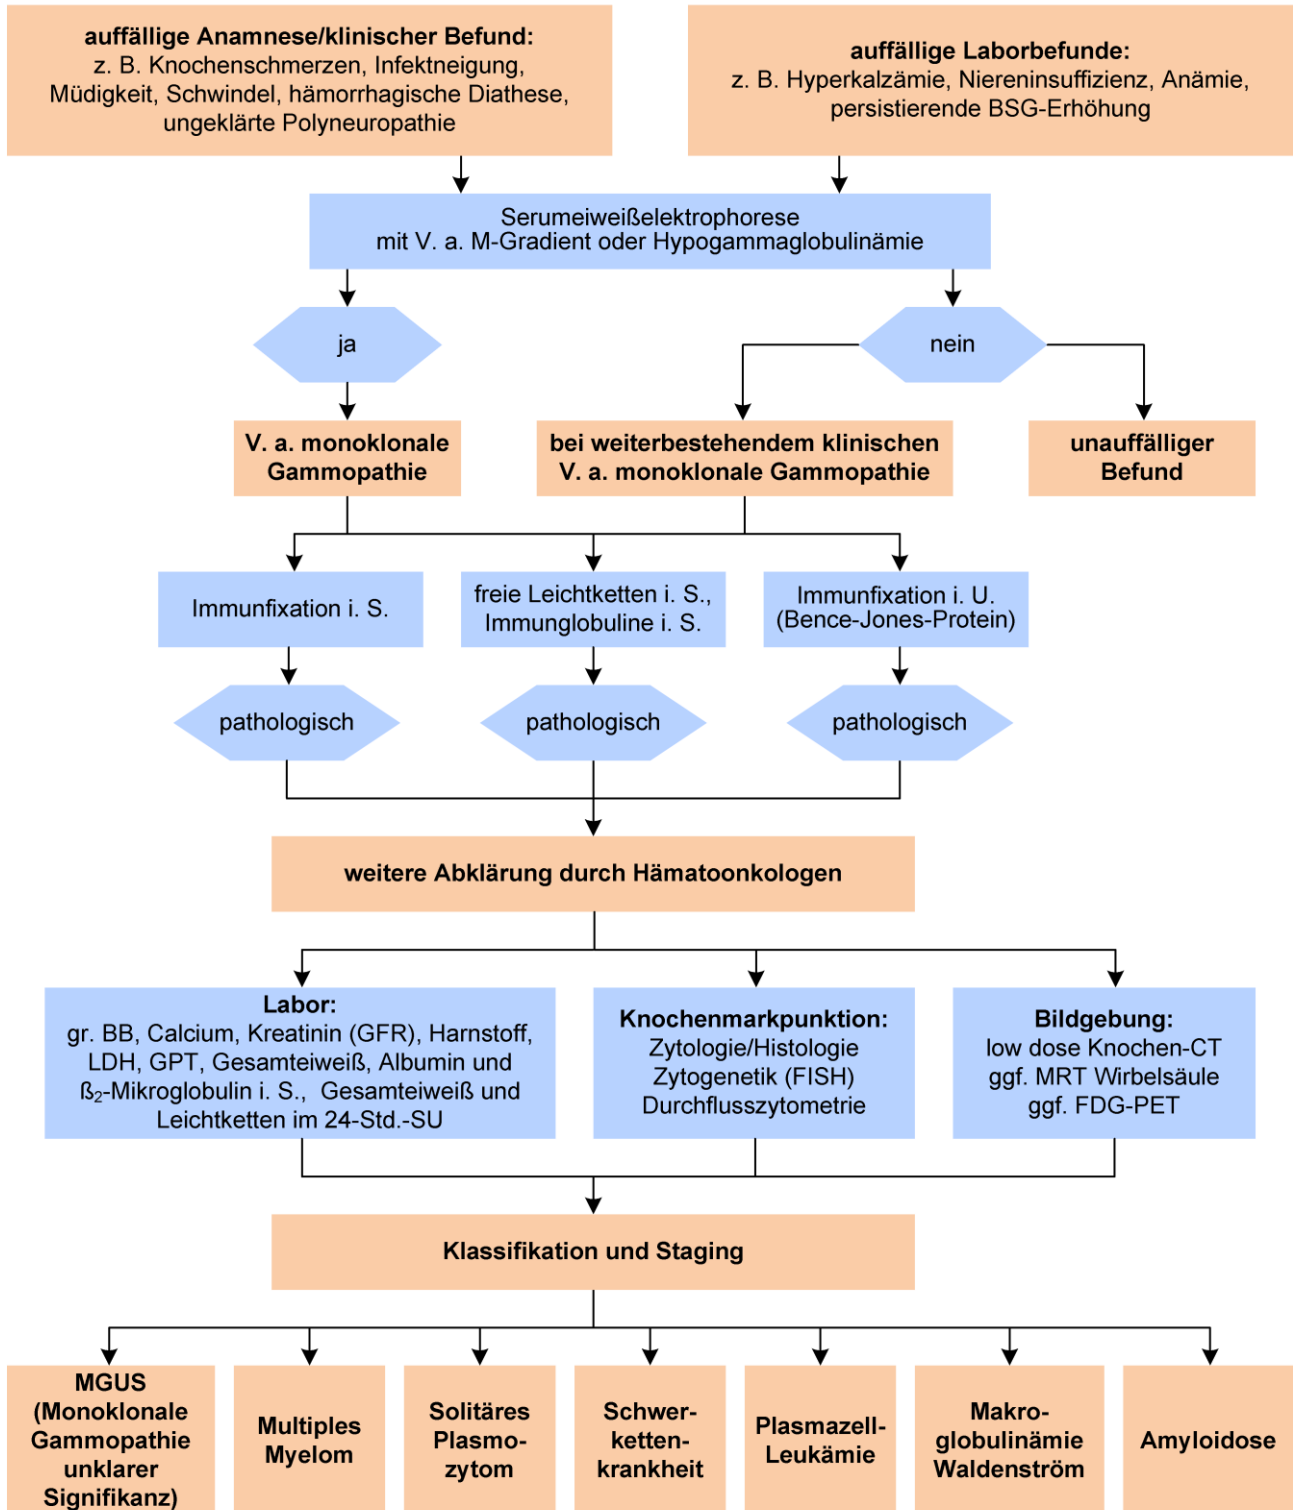 auffällige Anamnese/klinischer Befund:
z. B. Knochenschmerzen, Infektneigung,
Müdigkeit, Schwindel, hämorrhagische Diathese,
ungeklärte Polyneuropathie
auffällige Laborbefunde:
z. B. Hyperkalzämie, Niereninsuffizienz, Anämie,
persistierende BSG-Erhöhung
Serumeiweißelektrophorese
mit V. a. M-Gradient oder Hypogammaglobulinämie
ja
nein
V. a. monoklonale
Gammopathie
bei weiterbestehendem klinischen
V. a. monoklonale Gammopathie
unauffälliger
Befund
Immunfixation i. S.
freie Leichtketten i. S.,
Immunglobuline i. S.
Immunfixation i. U.
(Bence-Jones-Protein)
pathologisch
pathologisch
pathologisch
weitere Abklärung durch Hämatoonkologen
Labor:
gr. BB, Calcium, Kreatinin (GFR), Harnstoff,
LDH, GPT, Gesamteiweiß, Albumin und
ß₂-Mikroglobulin i. S., Gesamteiweiß und
Leichtketten im 24-Std.-SU
Knochenmarkpunktion:
Zytologie/Histologie
Zytogenetik (FISH)
Durchflusszytometrie
Bildgebung:
low dose Knochen-CT
ggf. MRT Wirbelsäule
ggf. FDG-PET
Klassifikation und Staging
MGUS
(Monoklonale
Gammopathie
unklarer
Signifikanz)
Multiples
Myelom
Solitäres
Plasmo-
zytom
Schwer-
ketten-
krankheit
Plasmazell-
Leukämie
Makro-
globulinämie
Waldenström
Amyloidose